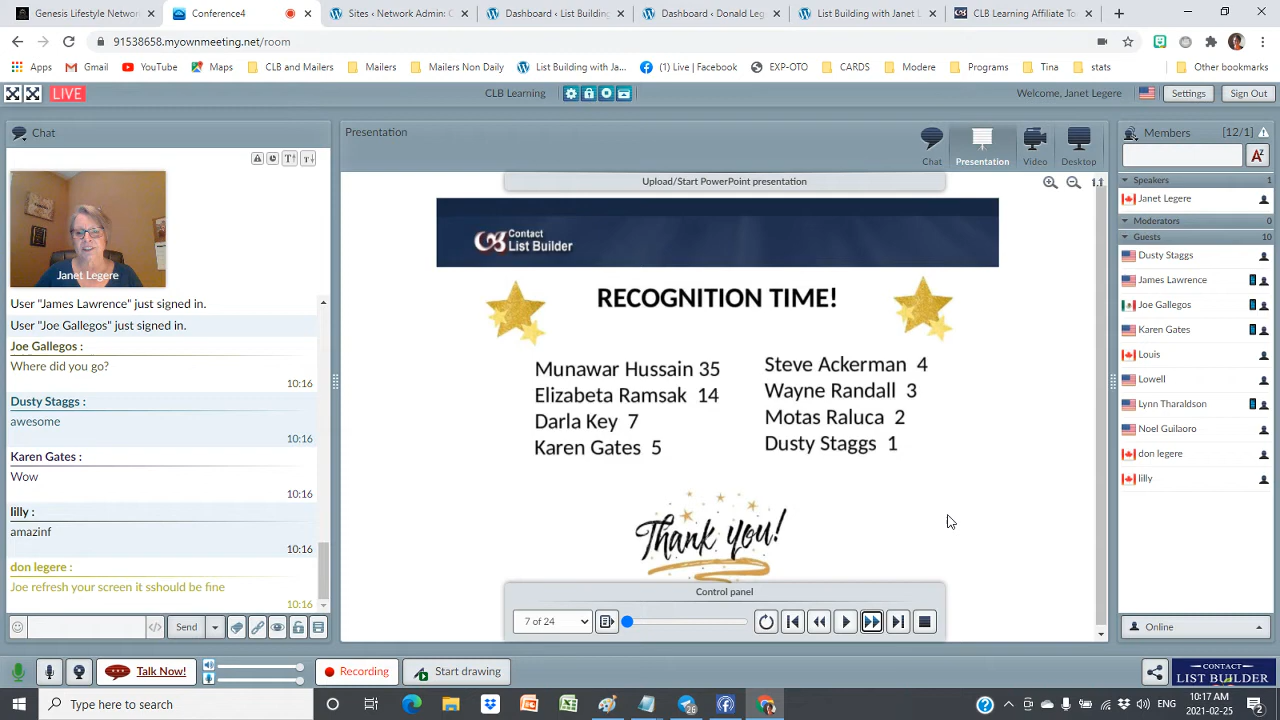 Genesis Lifestyle Network
Conference4
Sites - Network Admin:
Dashboard - List Building
Dashboard - Donald Leg
List Building with Janet L
CLB Learning Affiliate To
91538658.myownmeeting.net/room
Apps
Gmail
YouTube
Maps
CLB and Mailers
Mailers
Mailers Non Daily
List Building with Ja...
(1) Live | Facebook
EXP-OTO
CARDS
Modere
Programs
Tina
stats
Other bookmarks
LIVE
CLB Learning
Welcome, Janet Legere
Settings
Sign Out
Chat
Janet Legere
User "James Lawrence" just signed in.
User "Joe Gallegos" just signed in.
Joe Gallegos :
Where did you go?
10:16
Dusty Staggs :
awesome
10:16
Karen Gates :
Wow
10:16
lilly :
amazinf
10:16
don legere :
Joe refresh your screen it sshould be fine
10:16
Send
Presentation
Chat
Presentation
Video
Desktop
Upload/Start PowerPoint presentation
1:1
Contact
List Builder
RECOGNITION TIME!
Munawar Hussain 35
Elizabeta Ramsak 14
Darla Key 7
Karen Gates 5
Steve Ackerman 4
Wayne Randall 3
Motas Raluca 2
Dusty Staggs 1
Thank you!
Control panel
7 of 24
Members
[12/1]
Speakers 1
Janet Legere
Moderators 0
Guests 10
Dusty Staggs
James Lawrence
Joe Gallegos
Karen Gates
Louis
Lowell
Lynn Tharaldson
Noel Guilaoro
don legere
lilly
Online
Talk Now!
Recording
Start drawing
CONTACT
LIST BUILDER
Type here to search
26
ENG
10:17 AM
2021-02-25
2